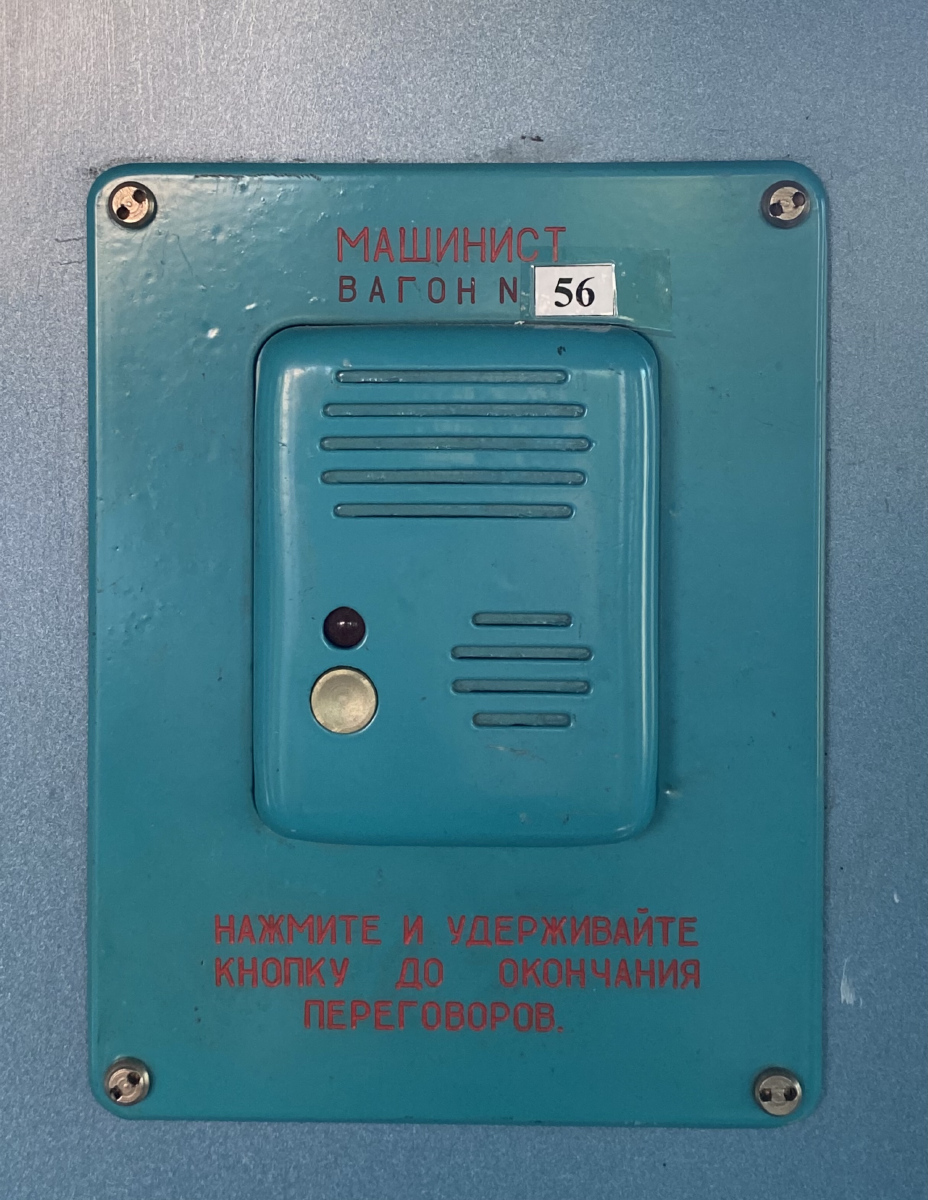 МАШИНИСТ
ВАГОН N 56
НАЖМИТЕ И УДЕРЖИВАЙТЕ
КНОПКУ ДО ОКОНЧАНИЯ
ПЕРЕГОВОРОВ.